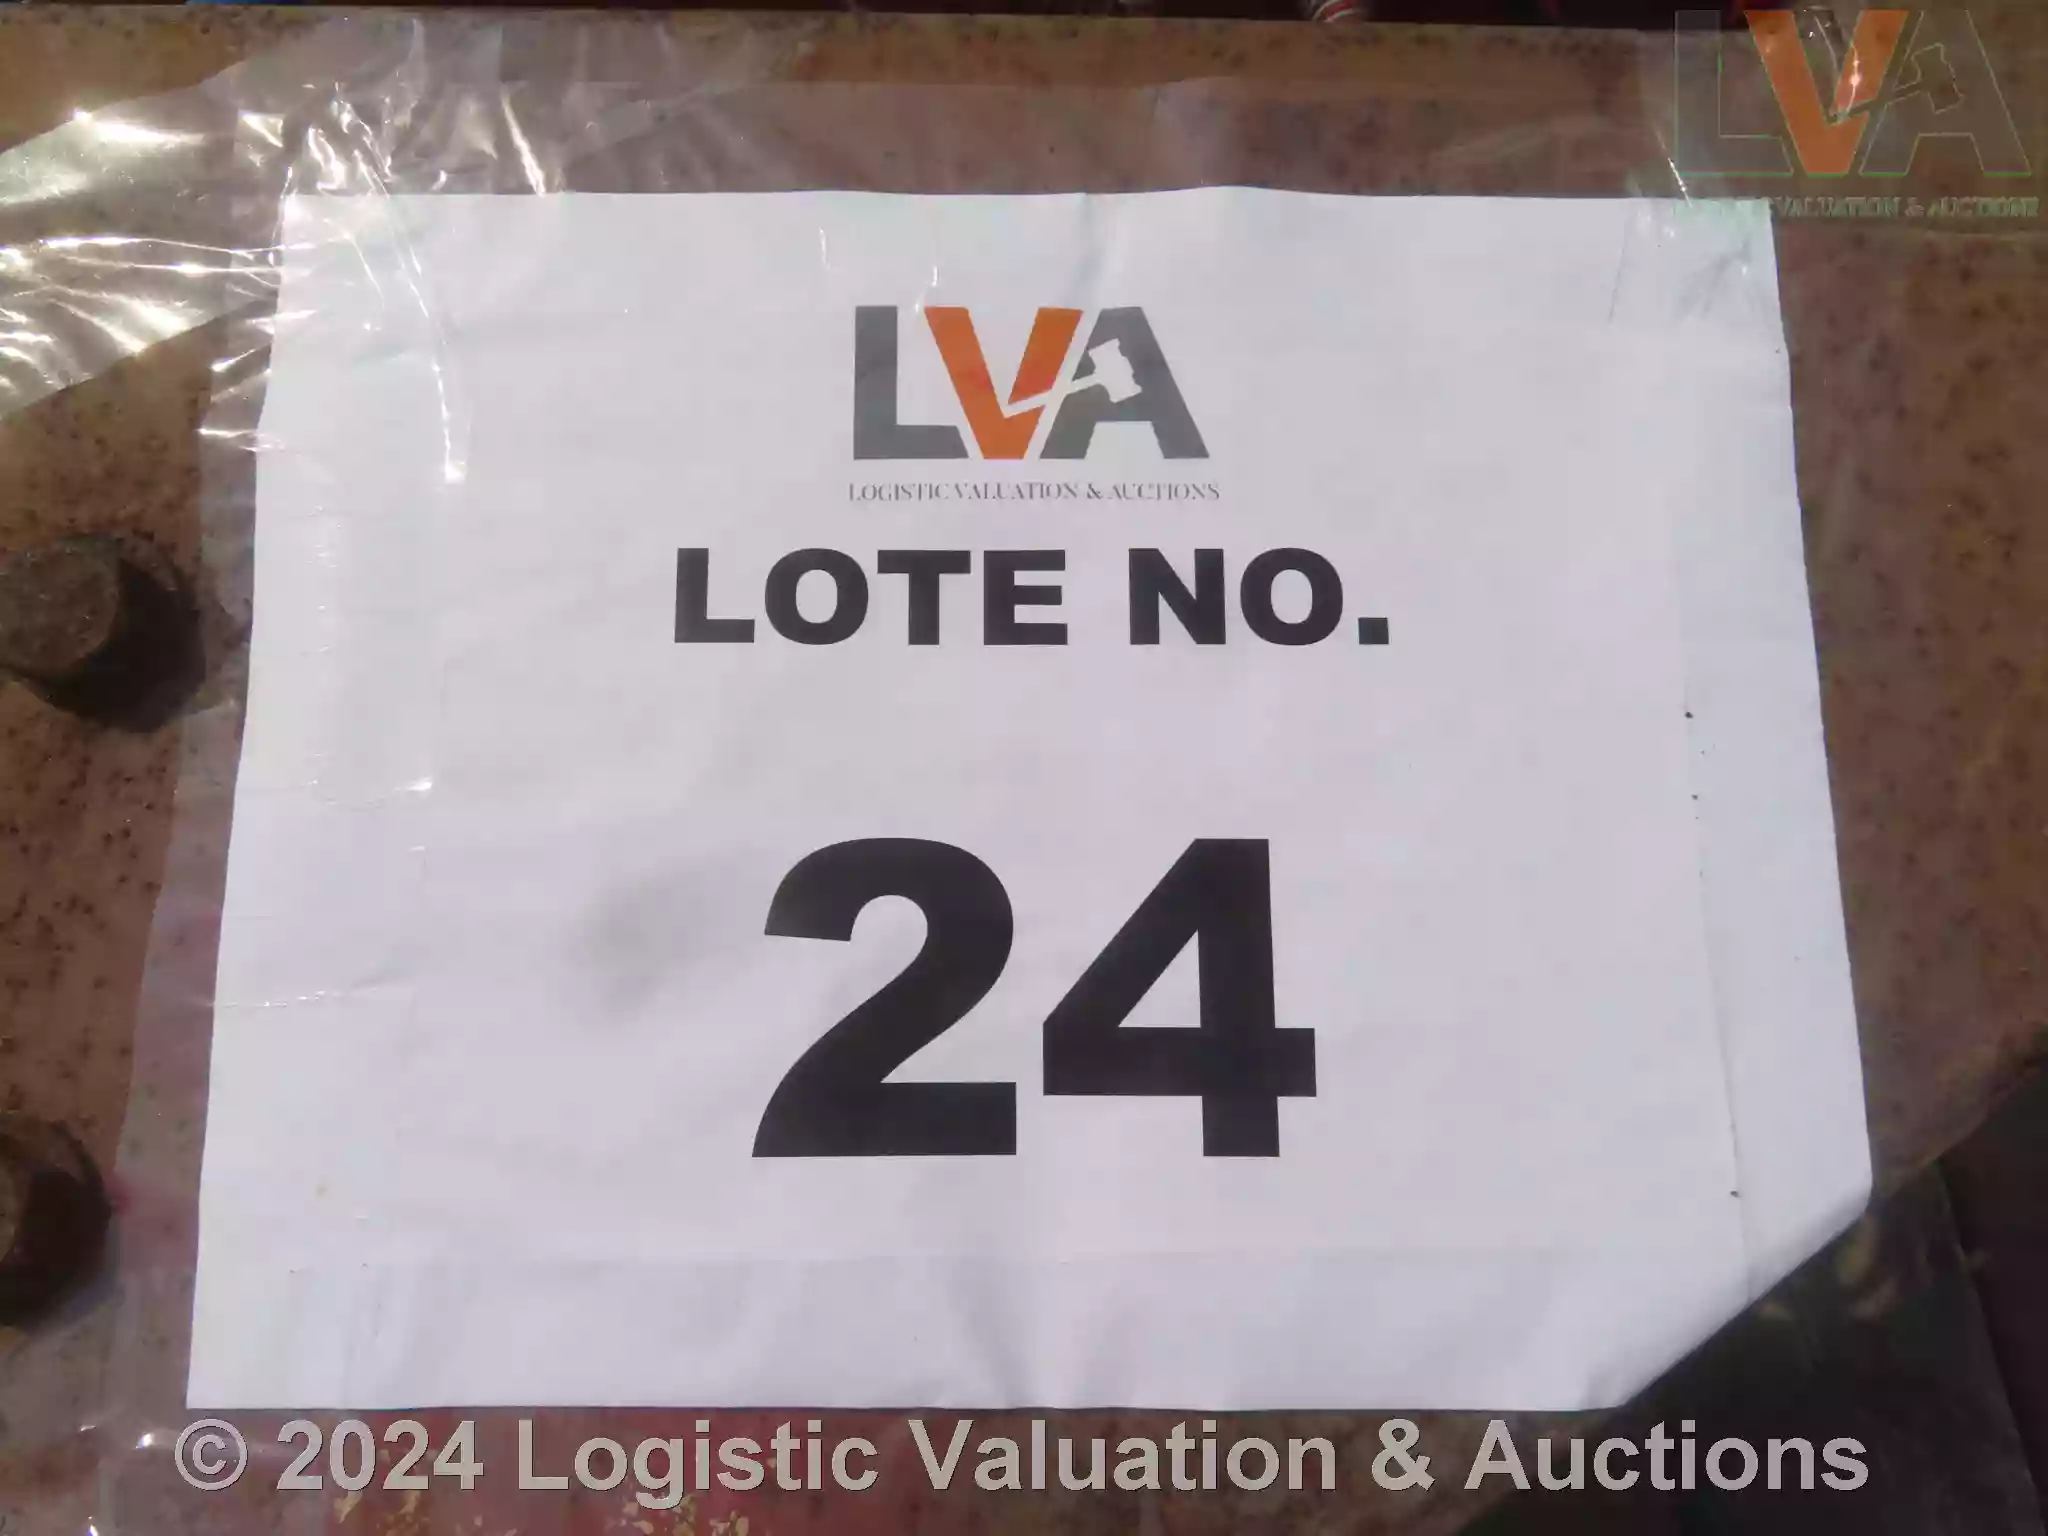 LVA
LOGISTIC VALUATION & AUCTIONS
LOTE NO.
24
LVA
VALUATION & AUCTIONS
© 2024 Logistic Valuation & Auctions